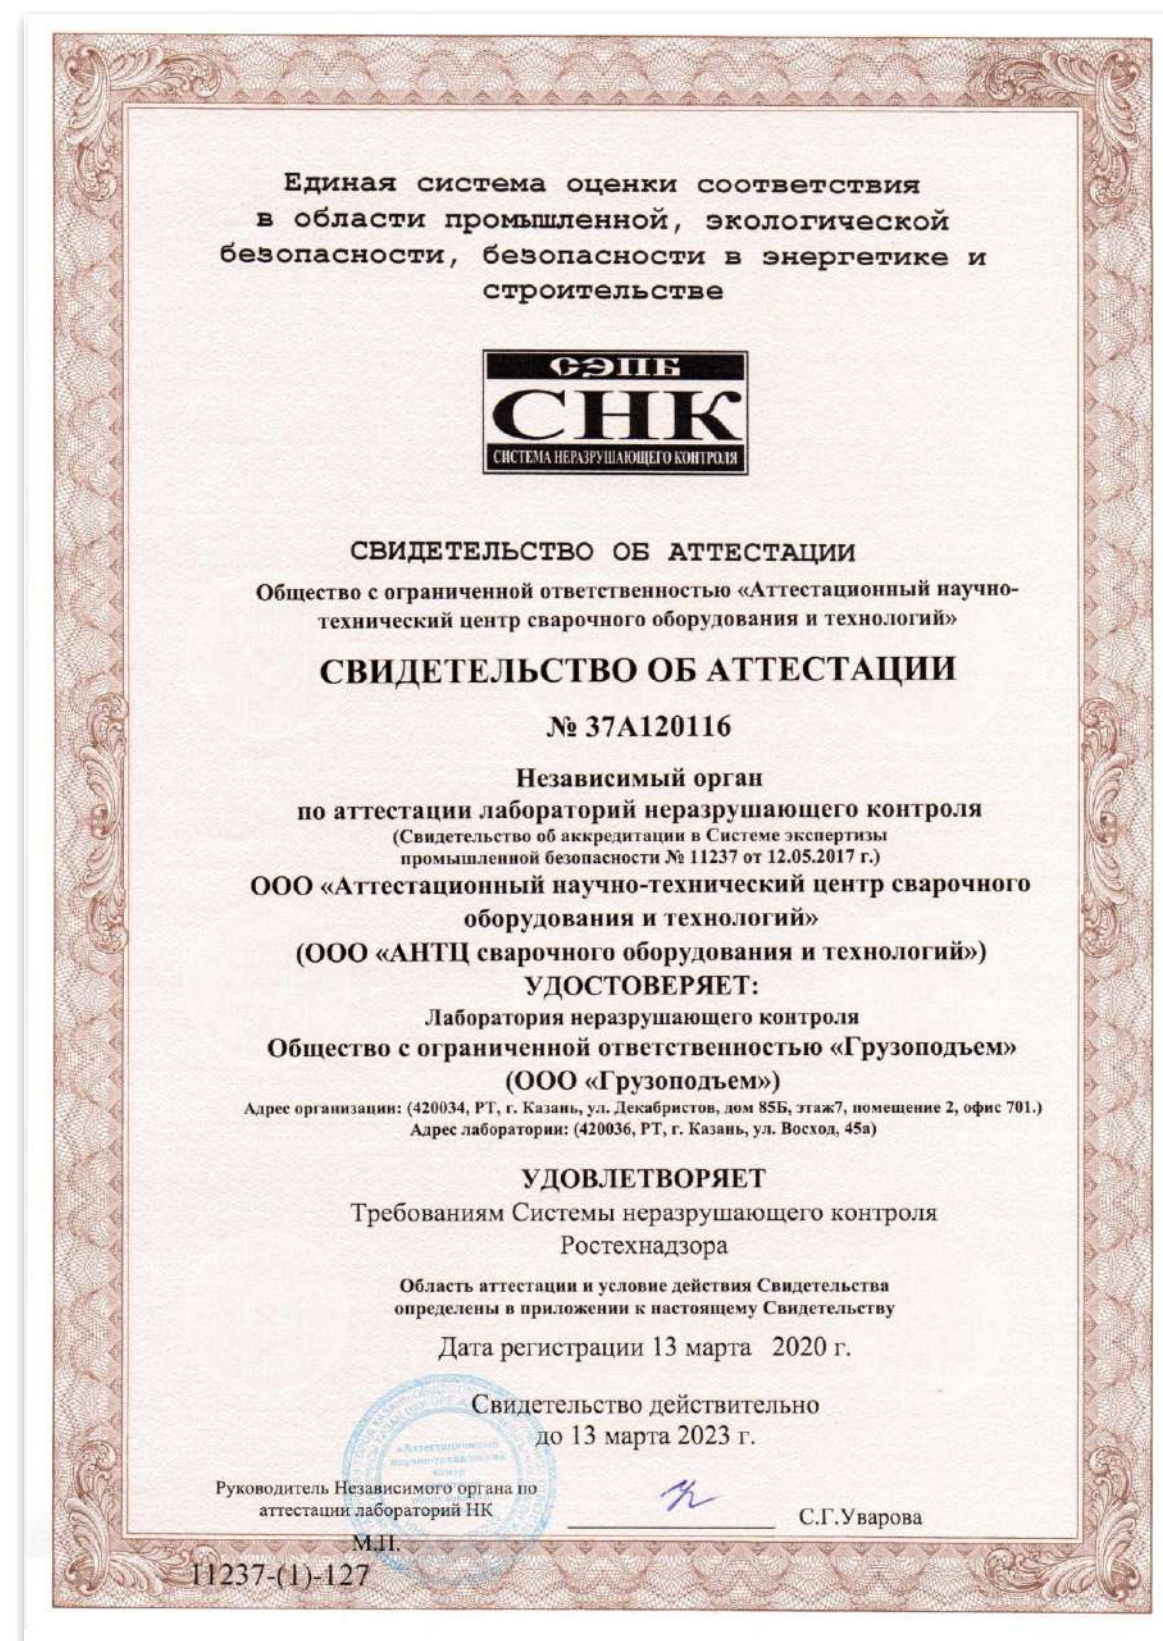 Единая система оценки соответствия
в области промышленной, экологической
безопасности, безопасности в энергетике и
строительстве
СЭПБ
СНК
СИСТЕМА НЕРАЗРУШАЮЩЕГО КОНТРОЛЯ
СВИДЕТЕЛЬСТВО ОБ АТТЕСТАЦИИ
Общество с ограниченной ответственностью «Аттестационный научно-
технический центр сварочного оборудования и технологий»
СВИДЕТЕЛЬСТВО ОБ АТТЕСТАЦИИ
№ 37А120116
Независимый орган
по аттестации лабораторий неразрушающего контроля
(Свидетельство об аккредитации в Системе экспертизы
промышленной безопасности № 11237 от 12.05.2017 г.)
ООО «Аттестационный научно-технический центр сварочного
оборудования и технологий»
(ООО «АНТЦ сварочного оборудования и технологий»)
УДОСТОВЕРЯЕТ:
Лаборатория неразрушающего контроля
Общество с ограниченной ответственностью «Грузоподъем»
(ООО «Грузоподъем»)
Адрес организации: (420034, РТ, г. Казань, ул. Декабристов, дом 85Б, этаж7, помещение 2, офис 701.)
Адрес лаборатории: (420036, РТ, г. Казань, ул. Восход, 45а)
УДОВЛЕТВОРЯЕТ
Требованиям Системы неразрушающего контроля
Ростехнадзора
Область аттестации и условие действия Свидетельства
определены в приложении к настоящему Свидетельству
Дата регистрации 13 марта 2020 г.
Свидетельство действительно
до 13 марта 2023 г.
«Аттестационный
научно-технический
центр
Руководитель Независимого органа по
аттестации лабораторий НК
С.Г.Уварова
М.П.
11237-(1)-127